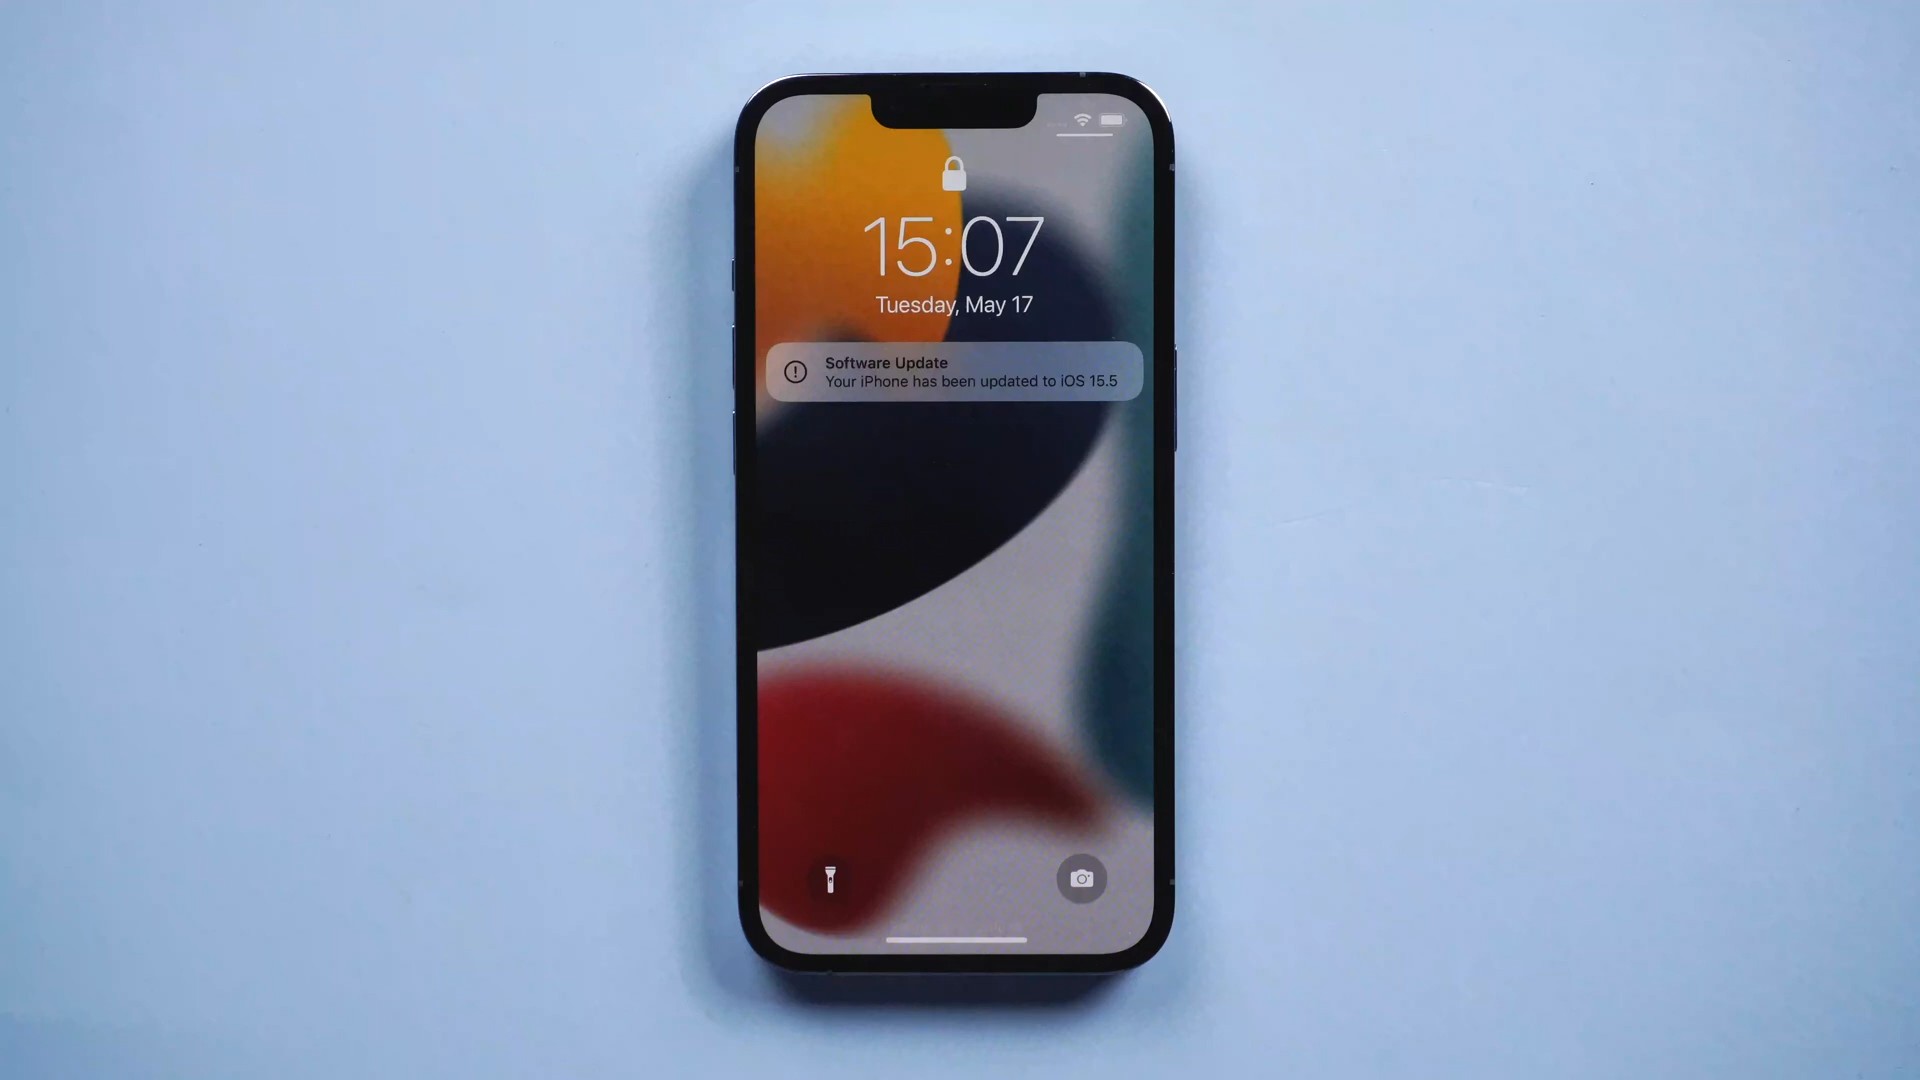 15:07
Tuesday, May 17
Software Update
Your iPhone has been updated to iOS 15.5